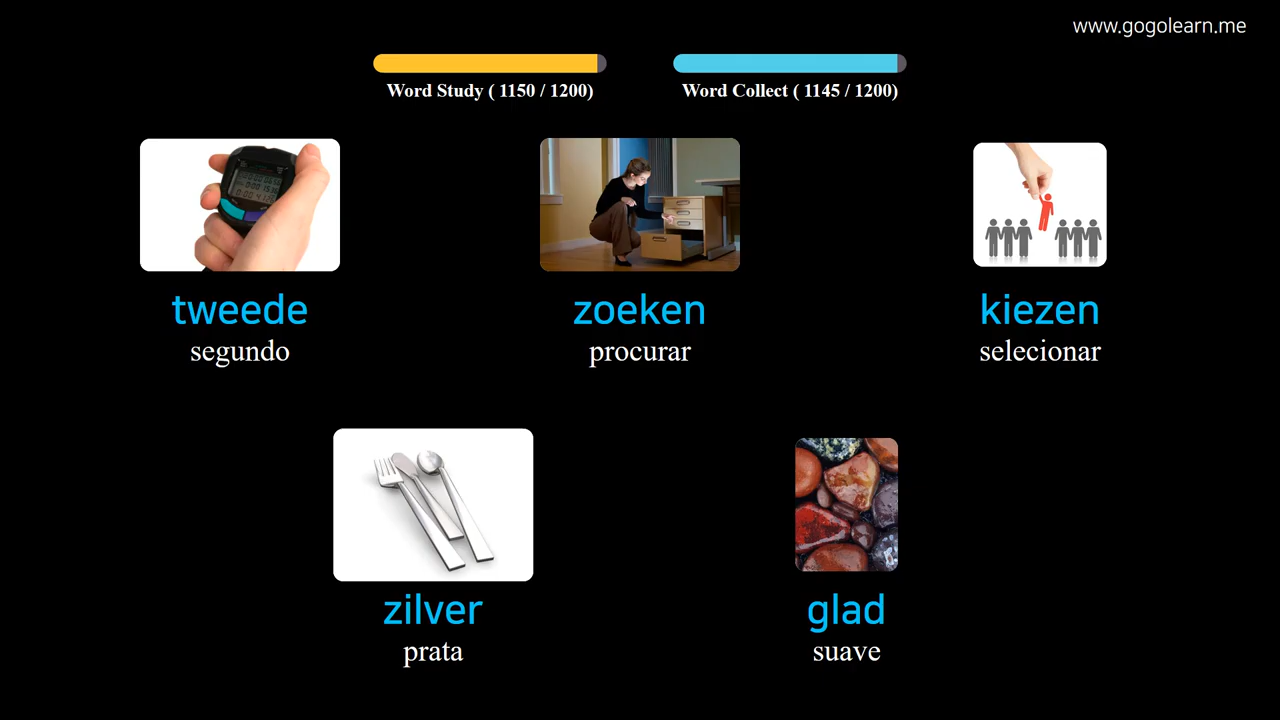 www.gogolearn.me
Word Study ( 1150 / 1200)
Word Collect ( 1145 / 1200)
tweede
segundo
zoeken
procurar
kiezen
selecionar
zilver
prata
glad
suave